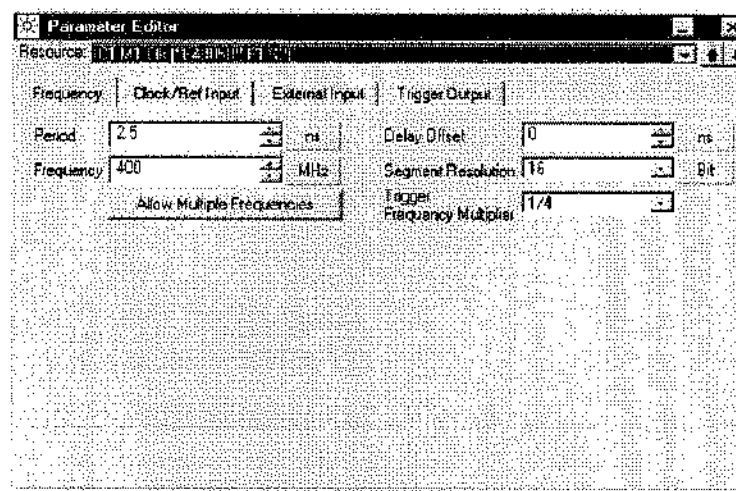 Parameter Editor
Resource:
Frequency Clock/Ref Input External Input Trigger Output
Period 2.5 ns Delay Offset 0 ns
Frequency 400 MHz Segment Resolution 16 Bit
Allow Multiple Frequencies Trigger Frequency Multiplier 1/4